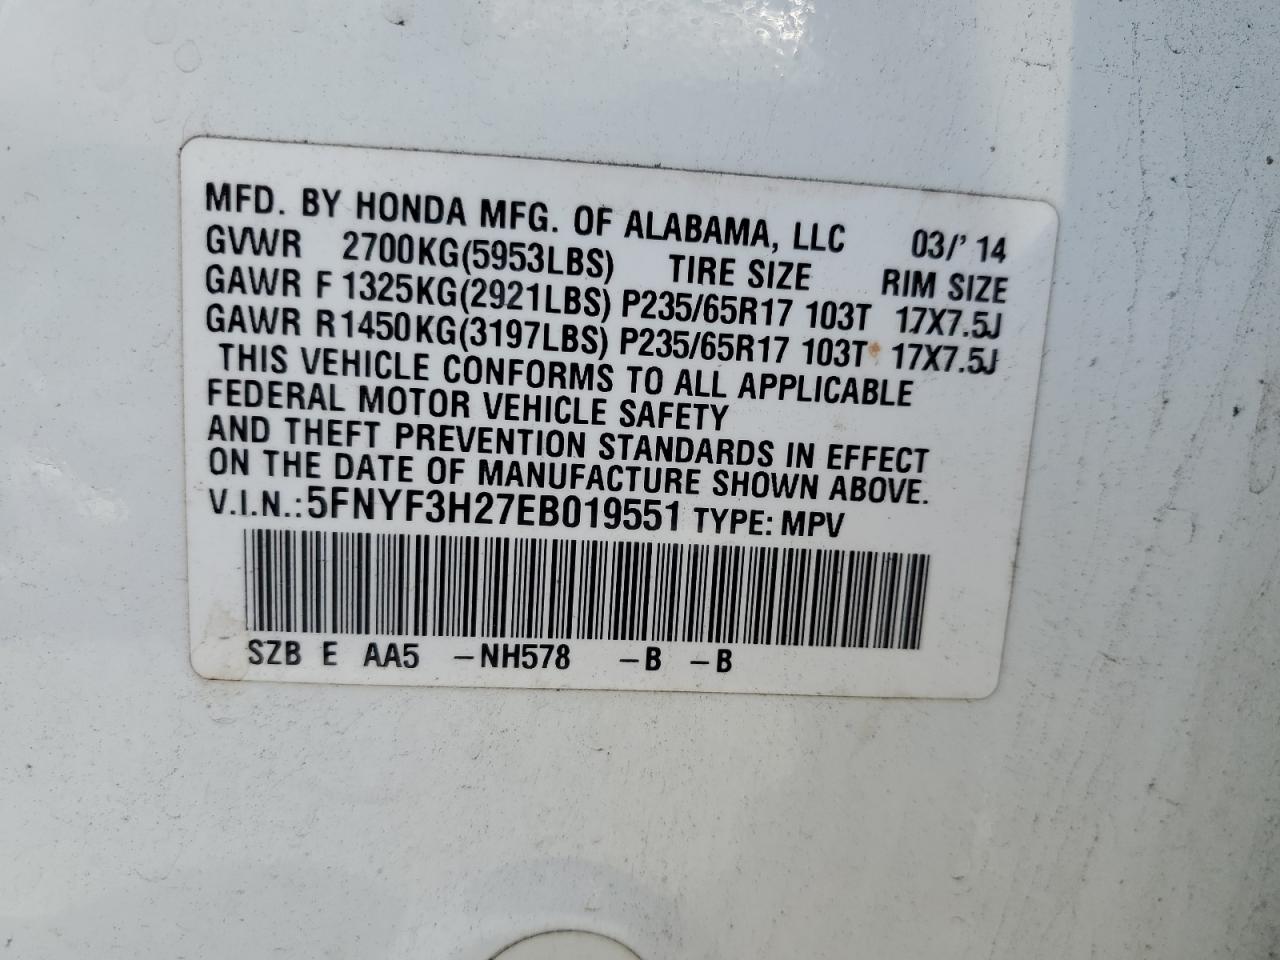 MFD. BY HONDA MFG. OF ALABAMA, LLC 03/' 14
GVWR 2700KG(5953LBS) TIRE SIZE RIM SIZE
GAWR F 1325KG(2921LBS) P235/65R17 103T 17X7.5J
GAWR R1450KG(3197LBS) P235/65R17 103T 17X7.5J
THIS VEHICLE CONFORMS TO ALL APPLICABLE
FEDERAL MOTOR VEHICLE SAFETY
AND THEFT PREVENTION STANDARDS IN EFFECT
ON THE DATE OF MANUFACTURE SHOWN ABOVE.
V.I.N.:5FNYF3H27EB019551 TYPE: MPV
SZB E AA5 -NH578 -B -B